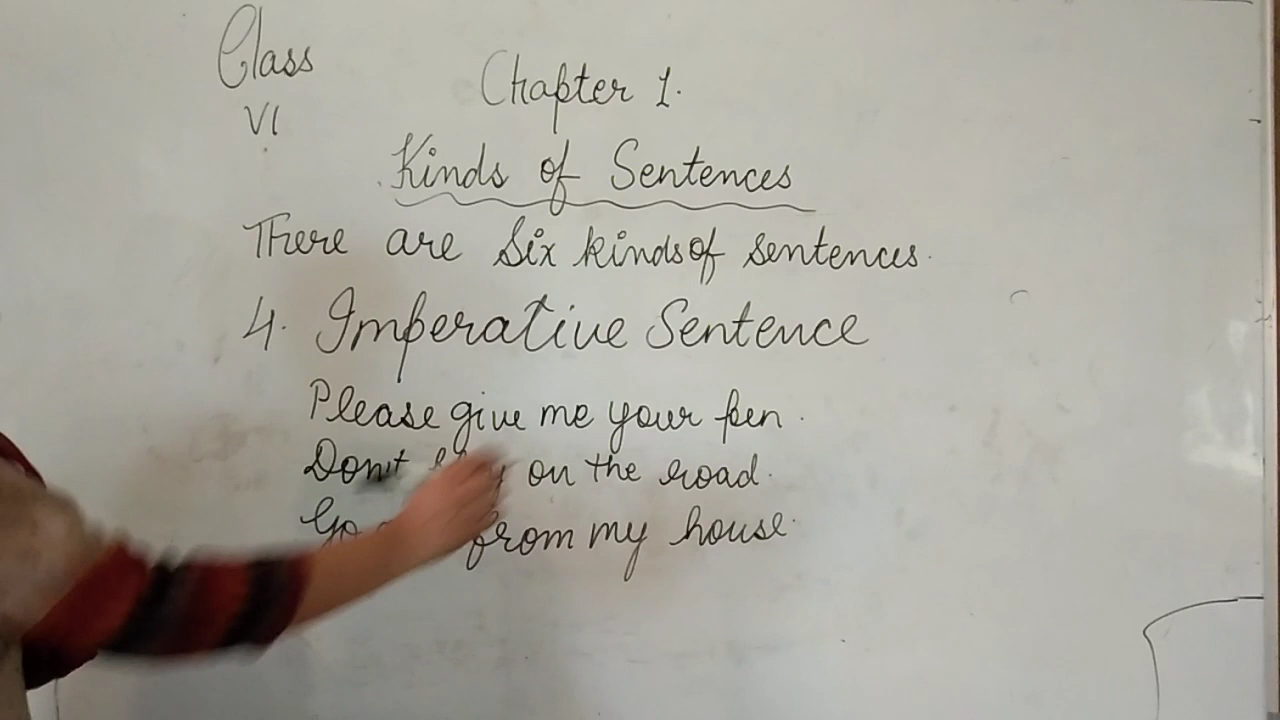 Class
VI
Chapter 1.
Kinds of Sentences
There are Six kinds of sentences.
4. Imperative Sentence
Please give me your pen.
Don't on the road.
Go from my house.